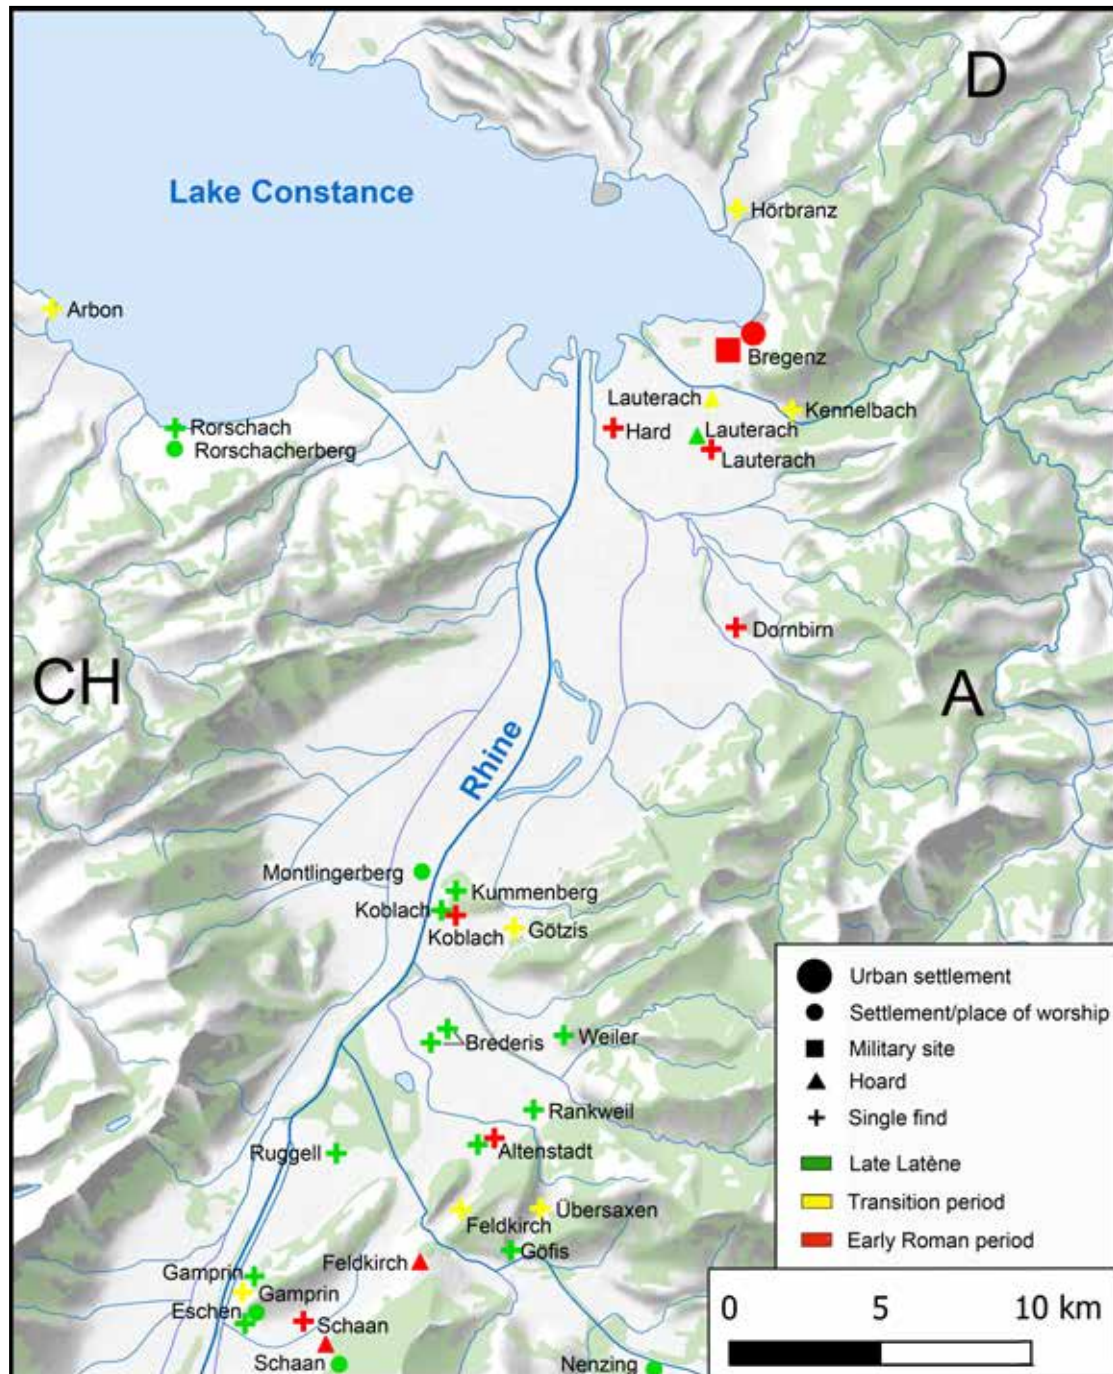 D
Lake Constance
Hörbranz
Arbon
Bregenz
Lauterach
Kennelbach
Rorschach
Hard
Lauterach
Rorschacherberg
Lauterach
Dornbirn
CH
A
Rhine
Montlingerberg
Kummenberg
Koblach
Koblach
Götzis
Brederis
Weiler
Rankweil
Ruggell
Altenstadt
Feldkirch
Übersaxen
Göfis
Feldkirch
Gamprin
Gamprin
Eschen
Schaan
Schaan
Nenzing
Urban settlement
Settlement/place of worship
Military site
Hoard
Single find
Late Latène
Transition period
Early Roman period
0 5 10 km